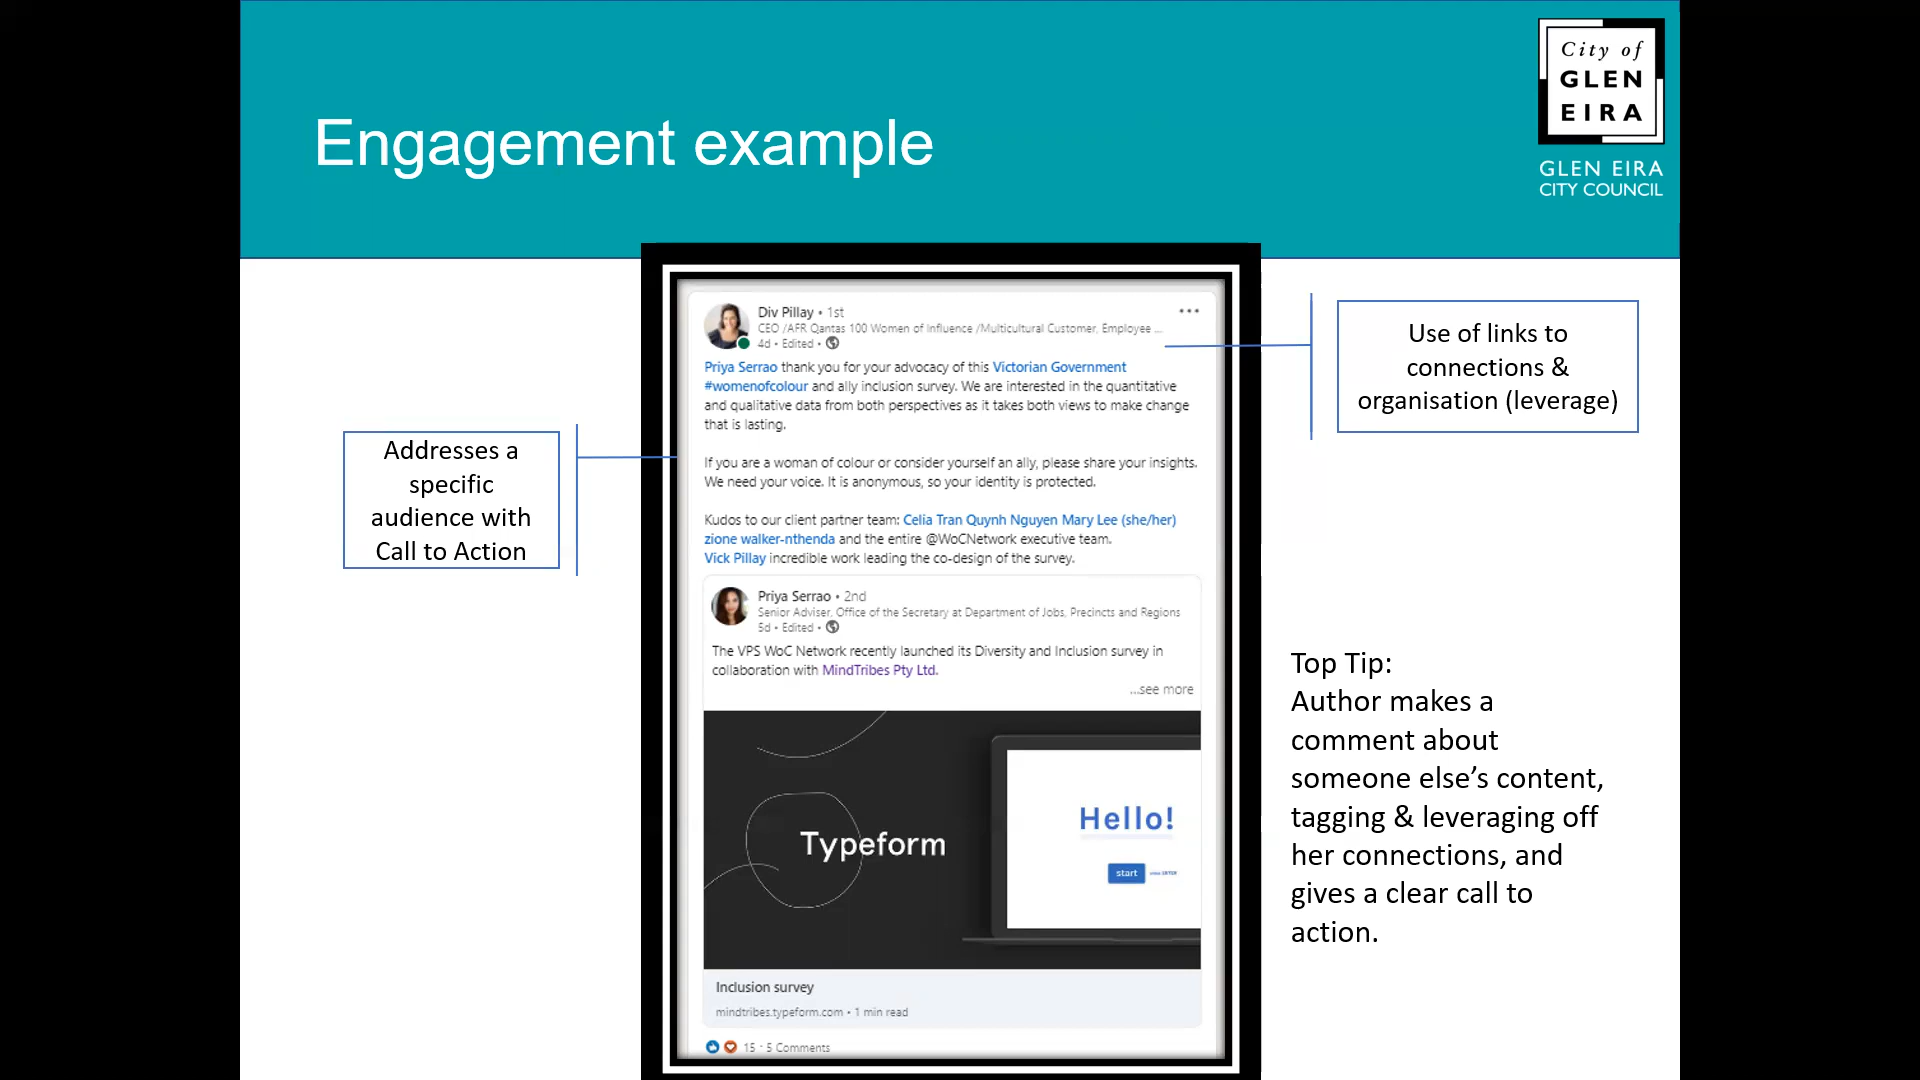 Engagement example
City of
GLEN
EIRA
GLEN EIRA
CITY COUNCIL
Addresses a
specific
audience with
Call to Action
Div Pillay • 1st
CEO /AFR Qantas 100 Women of Influence /Multicultural Customer, Employee ...
4d • Edited •
Priya Serrao thank you for your advocacy of this Victorian Government
#womenofcolour and ally inclusion survey. We are interested in the quantitative
and qualitative data from both perspectives as it takes both views to make change
that is lasting.
If you are a woman of colour or consider yourself an ally, please share your insights.
We need your voice. It is anonymous, so your identity is protected.
Kudos to our client partner team: Celia Tran Quynh Nguyen Mary Lee (she/her)
zione walker-nthenda and the entire @WoCNetwork executive team.
Vick Pillay incredible work leading the co-design of the survey.
Priya Serrao • 2nd
Senior Adviser, Office of the Secretary at Department of Jobs, Precincts and Regions
5d • Edited •
The VPS WoC Network recently launched its Diversity and Inclusion survey in
collaboration with MindTribes Pty Ltd.
...see more
Typeform
Hello!
start
Inclusion survey
mindtribes.typeform.com • 1 min read
15 · 5 Comments
Use of links to
connections &
organisation (leverage)
Top Tip:
Author makes a
comment about
someone else’s content,
tagging & leveraging off
her connections, and
gives a clear call to
action.